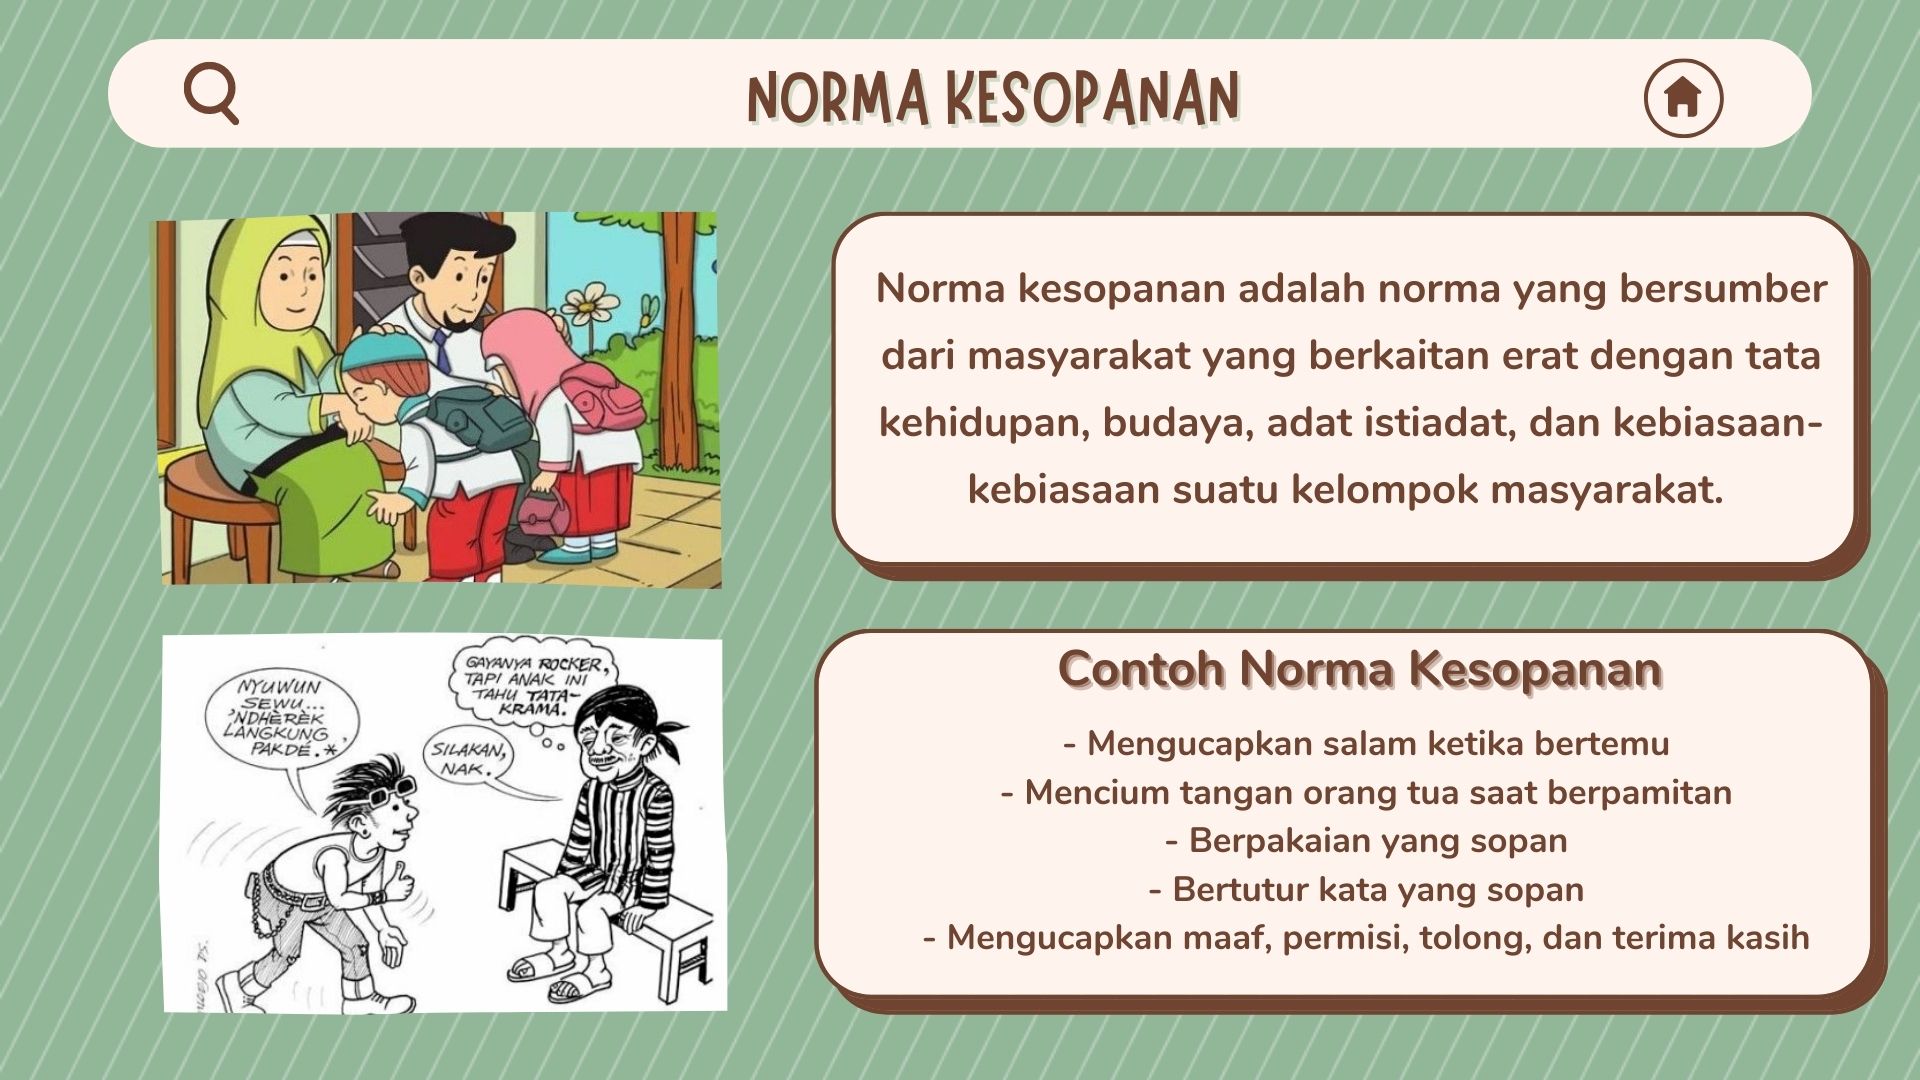 NORMA KESOPANAN
Norma kesopanan adalah norma yang bersumber
dari masyarakat yang berkaitan erat dengan tata
kehidupan, budaya, adat istiadat, dan kebiasaan-
kebiasaan suatu kelompok masyarakat.
NYUWUN
SEWU...
'NDHÈRÈK
LANGKUNG
PAKDÉ.*
GAYANYA ROCKER,
TAPI ANAK INI
TAHU TATA-
KRAMA.
SILAKAN,
NAK.
Contoh Norma Kesopanan
- Mengucapkan salam ketika bertemu
- Mencium tangan orang tua saat berpamitan
- Berpakaian yang sopan
- Bertutur kata yang sopan
- Mengucapkan maaf, permisi, tolong, dan terima kasih